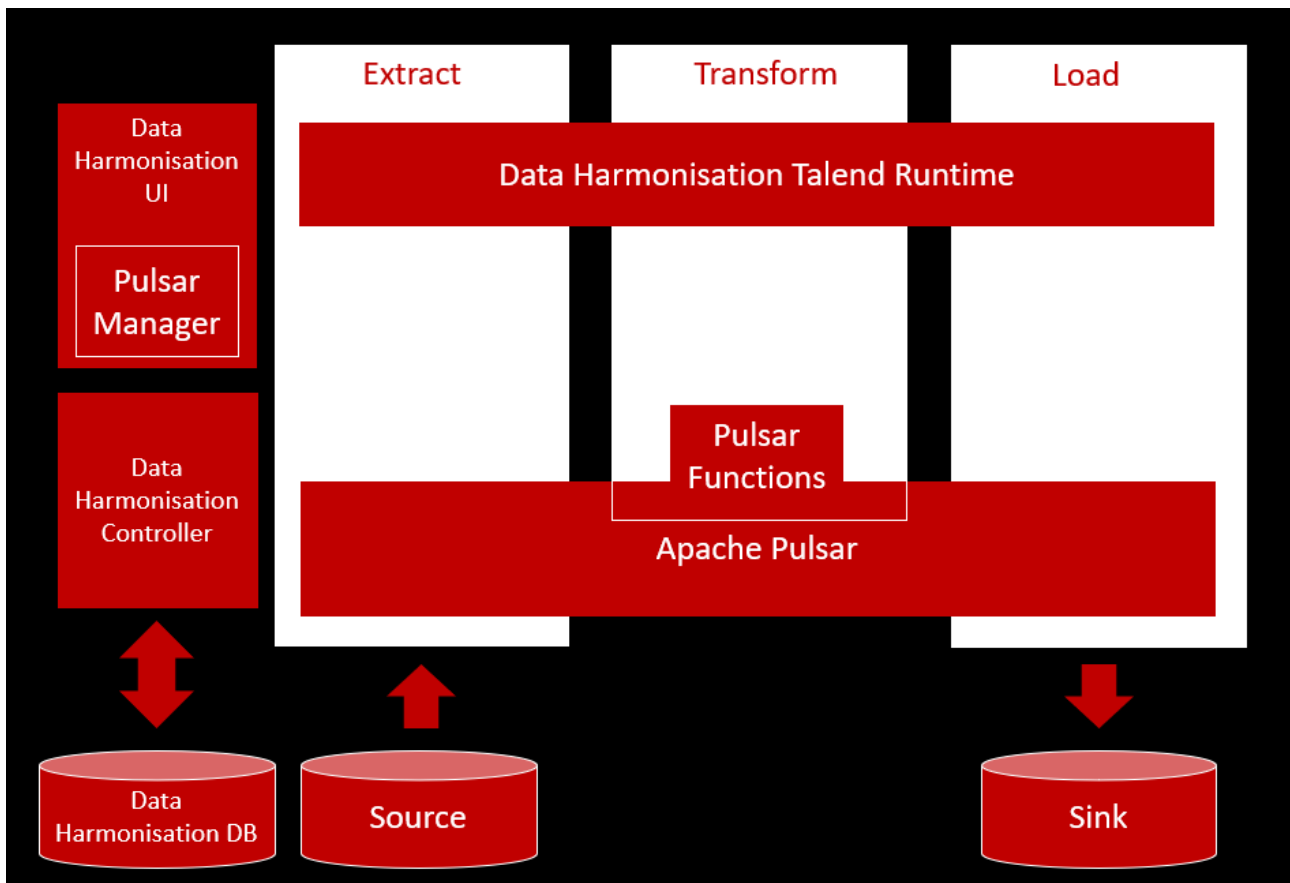 Extract
Transform
Load
Data
Harmonisation
UI
Pulsar
Manager
Data Harmonisation Talend Runtime
Data
Harmonisation
Controller
Pulsar
Functions
Apache Pulsar
Data
Harmonisation DB
Source
Sink